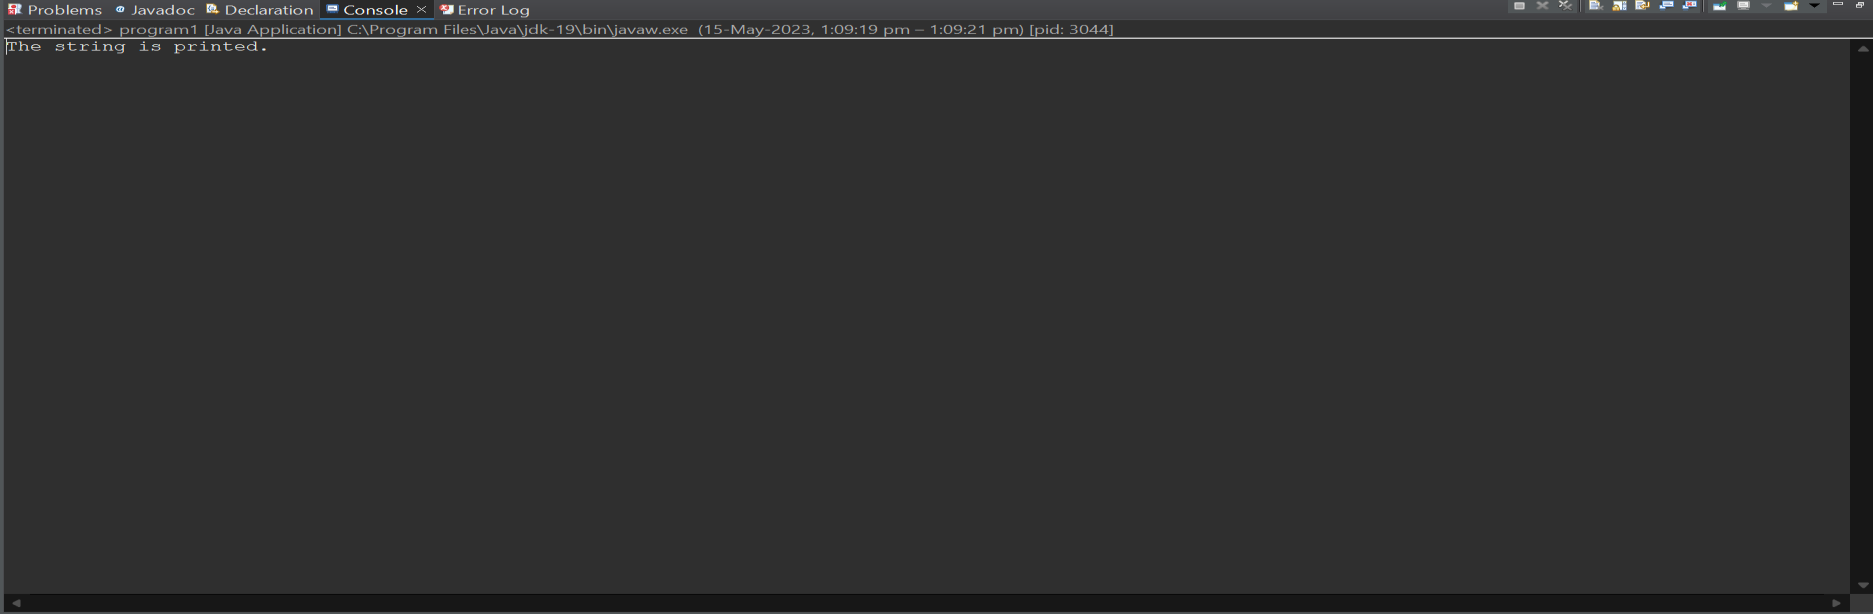 Problems Javadoc Declaration Console Error Log
<terminated> program1 [Java Application] C:\Program Files\Java\jdk-19\bin\javaw.exe (15-May-2023, 1:09:19 pm – 1:09:21 pm) [pid: 3044]
The string is printed.